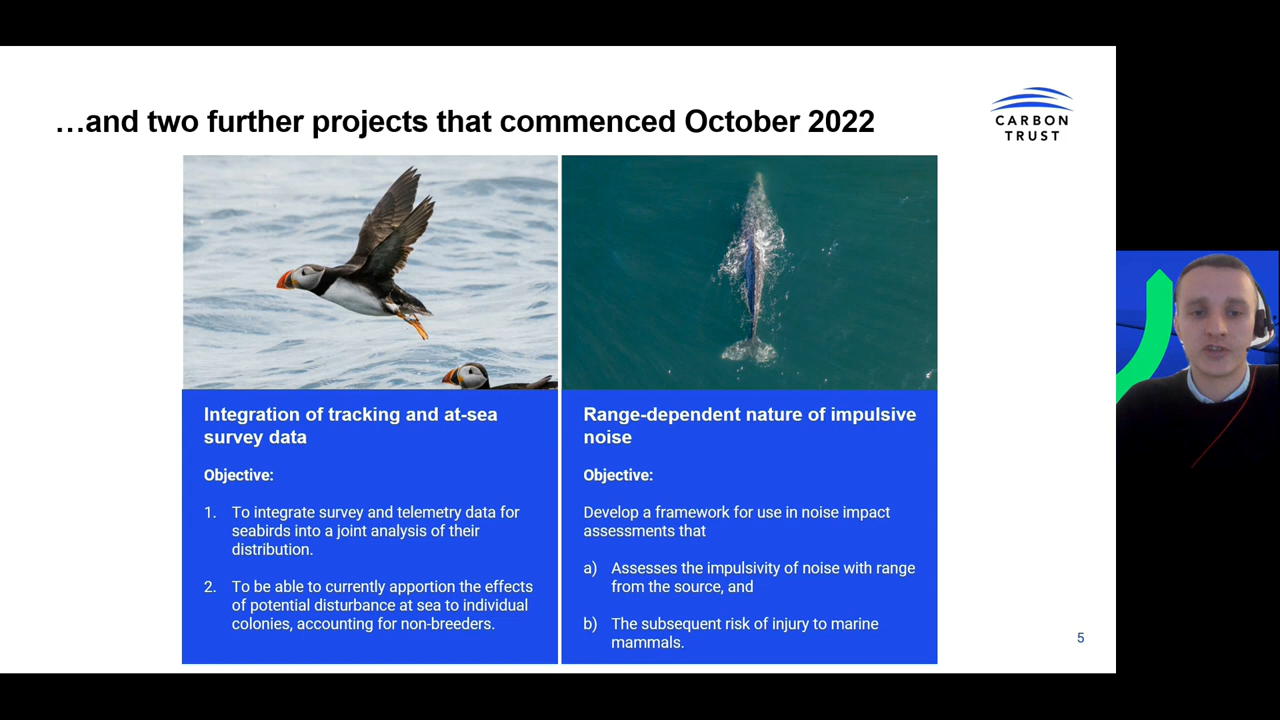 …and two further projects that commenced October 2022
CARBON
TRUST
Integration of tracking and at-sea
survey data
Objective:
1. To integrate survey and telemetry data for
seabirds into a joint analysis of their
distribution.
2. To be able to currently apportion the effects
of potential disturbance at sea to individual
colonies, accounting for non-breeders.
Range-dependent nature of impulsive
noise
Objective:
Develop a framework for use in noise impact
assessments that
a) Assesses the impulsivity of noise with range
from the source, and
b) The subsequent risk of injury to marine
mammals.
5